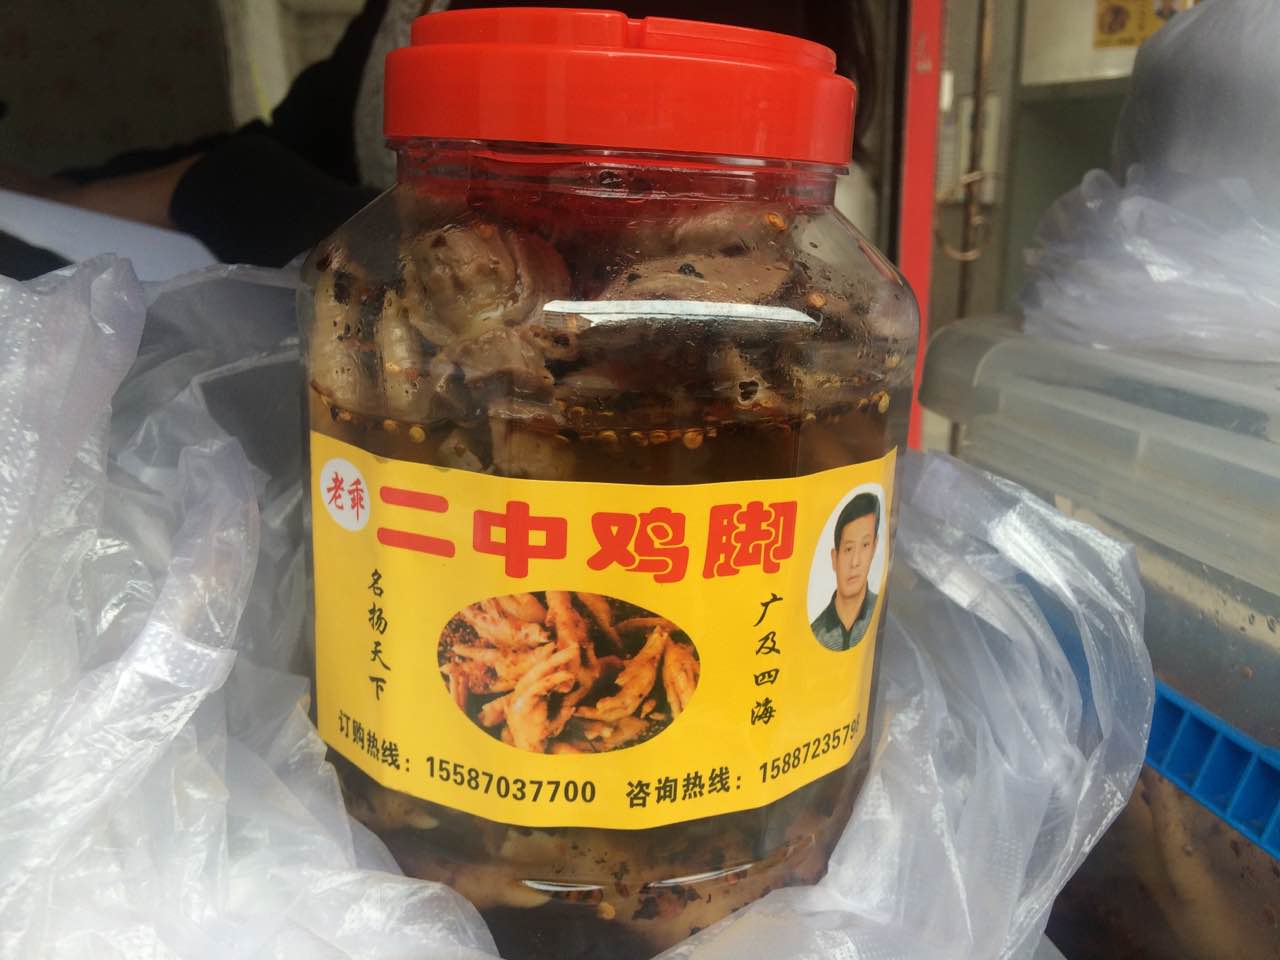 老乖
二中鸡脚
名扬天下
广及四海
订购热线：15587037700
咨询热线：1588723579